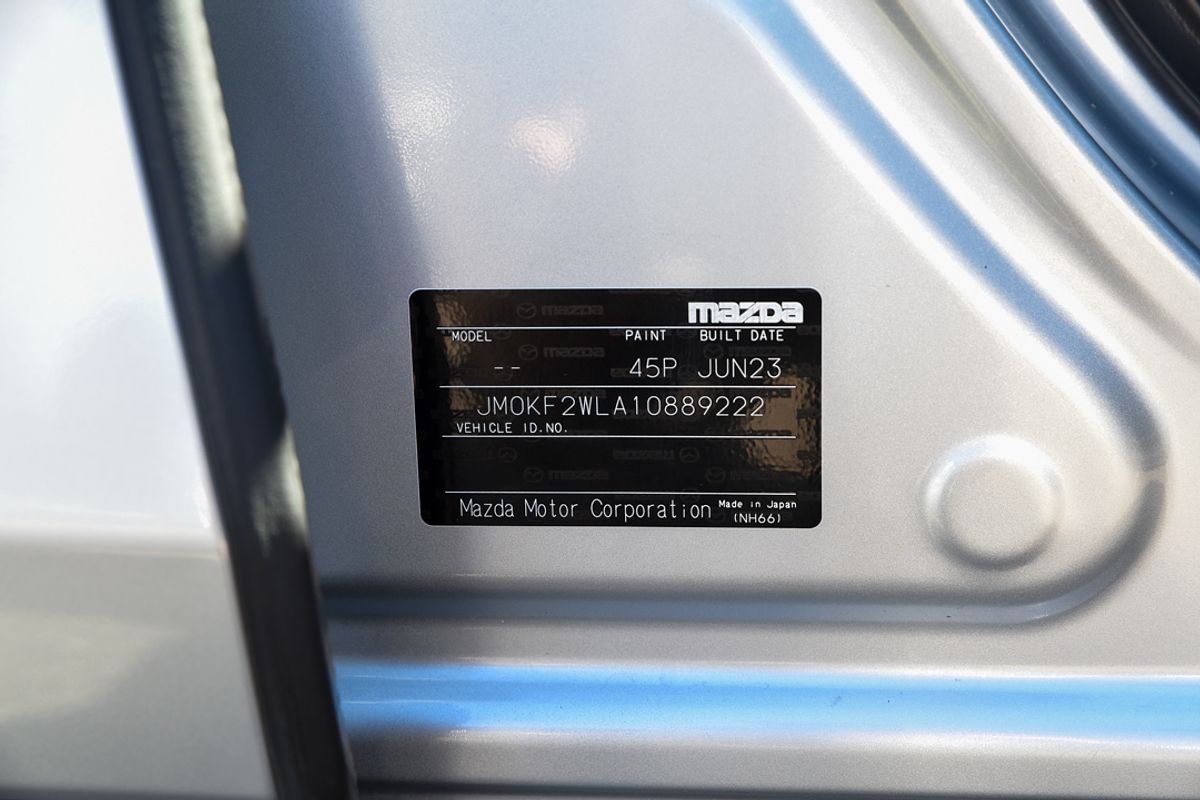 mazda
MODEL PAINT BUILT DATE
-- 45P JUN23
JM0KF2WLA10889222
VEHICLE ID.NO.
Mazda Motor Corporation Made in Japan
(NH66)